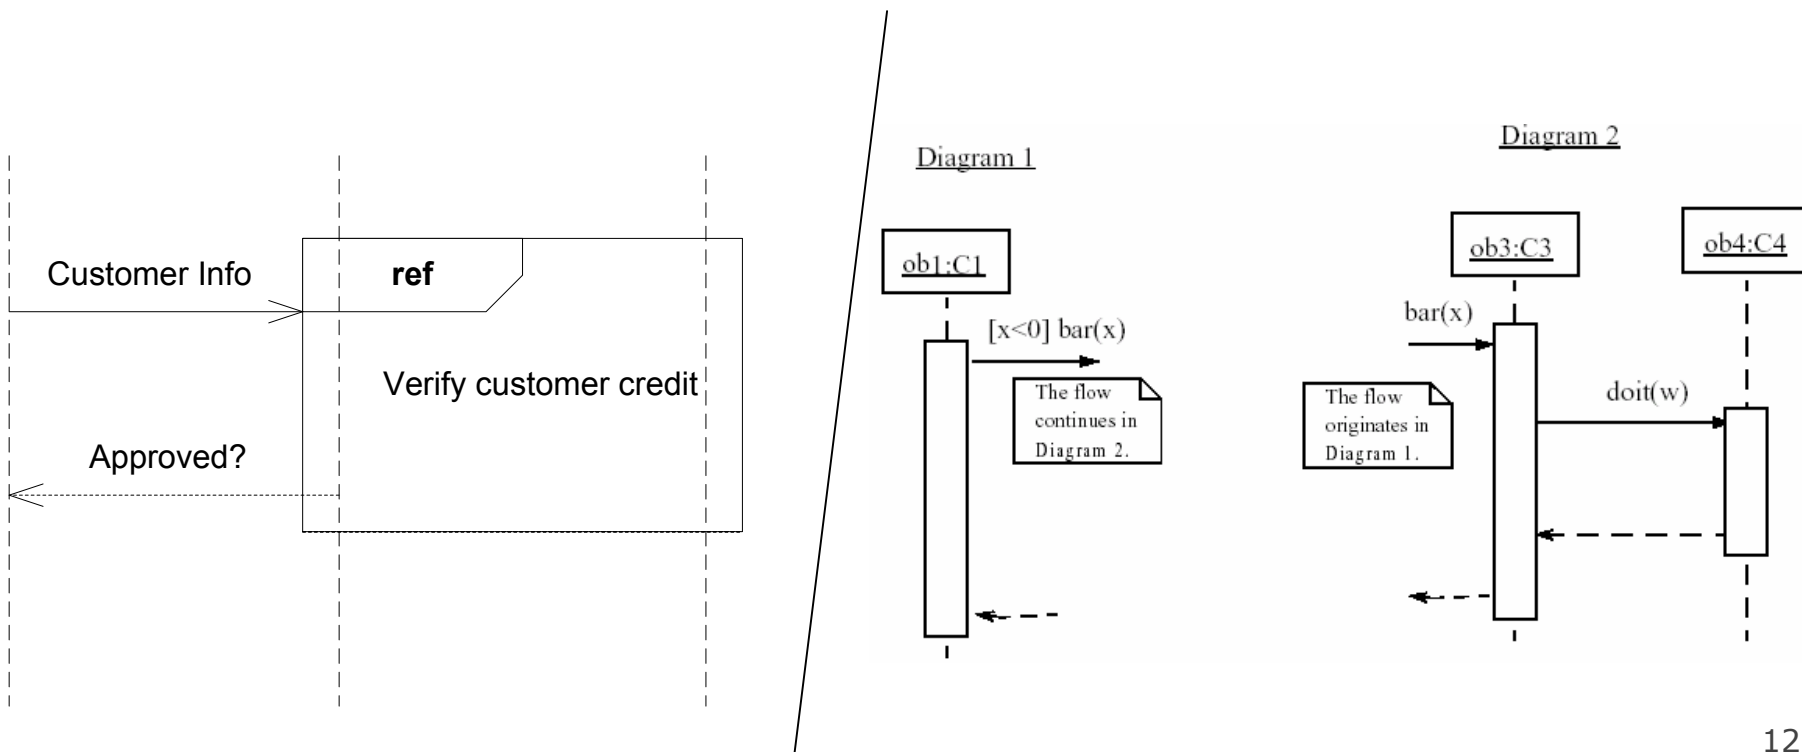 Customer Info
ref
Verify customer credit
Approved?
Diagram 1
ob1:C1
[x<0] bar(x)
The flow
continues in
Diagram 2.
Diagram 2
ob3:C3
ob4:C4
bar(x)
The flow
originates in
Diagram 1.
doit(w)
12